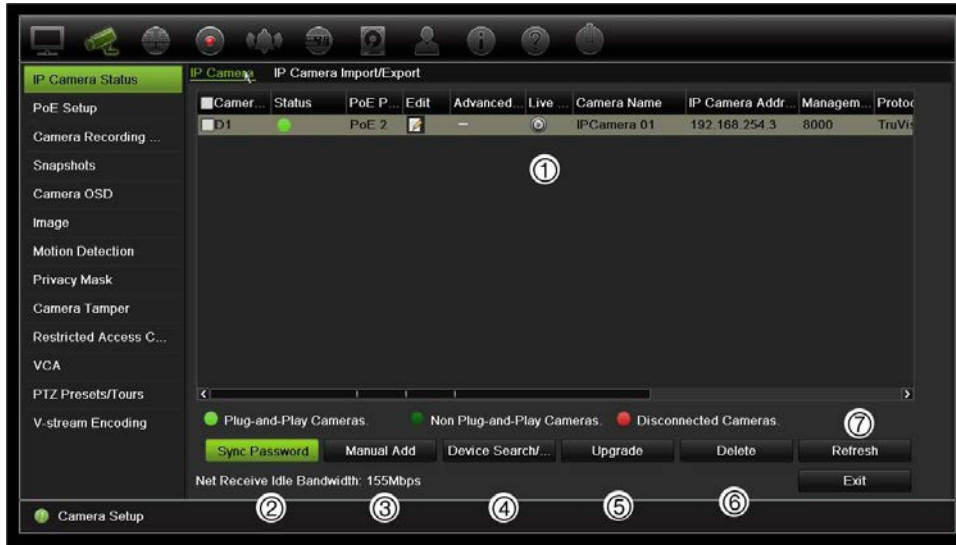 IP Camera Status
PoE Setup
Camera Recording ...
Snapshots
Camera OSD
Image
Motion Detection
Privacy Mask
Camera Tamper
Restricted Access C...
VCA
PTZ Presets/Tours
V-stream Encoding
IP Camera IP Camera Import/Export
Camer... Status PoE P... Edit Advanced... Live ... Camera Name IP Camera Addr... Managem... Protoc
D1 PoE 2 – IPCamera 01 192.168.254.3 8000 TruVis
①
Plug-and-Play Cameras. Non Plug-and-Play Cameras. Disconnected Cameras.
⑦
Sync Password Manual Add Device Search/... Upgrade Delete Refresh
Net Receive Idle Bandwidth: 155Mbps Exit
② ③ ④ ⑤ ⑥
Camera Setup